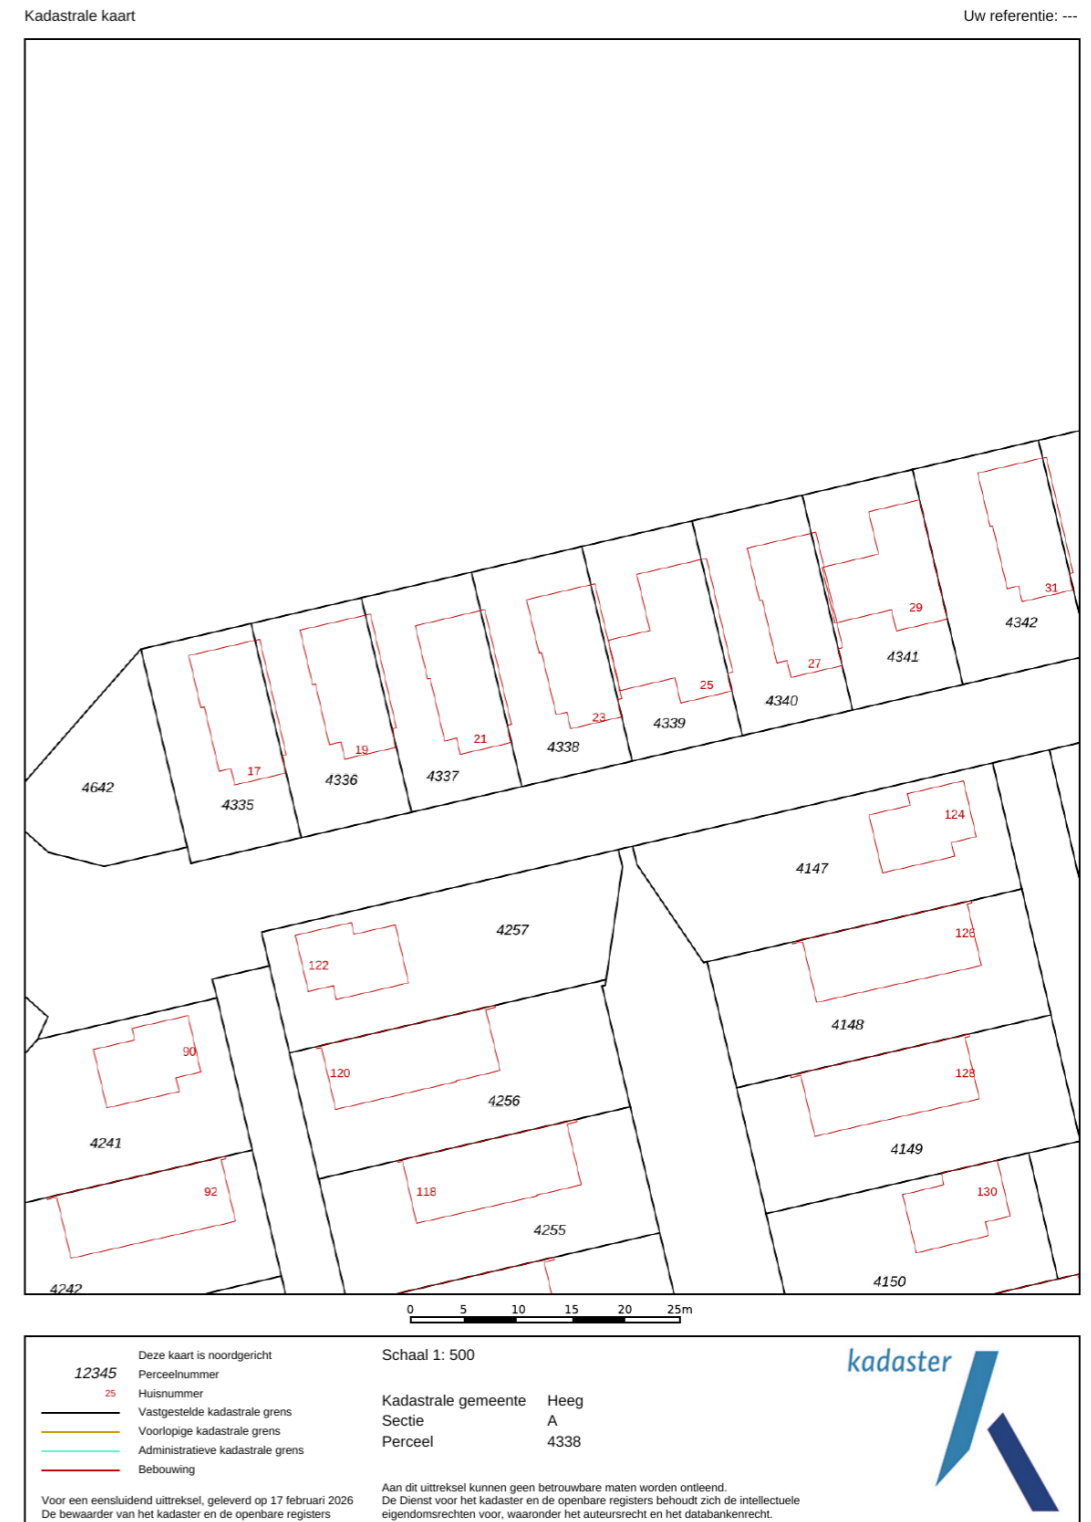 Kadastrale kaart
Uw referentie: ---
31
4342
29
4341
27
4340
25
4339
23
4338
21
4337
19
4336
17
4335
4642
124
4147
4257
122
126
4148
90
120
4256
128
4149
4241
92
118
4255
130
4150
4242
0 5 10 15 20 25m
Deze kaart is noordgericht
12345 Perceelnummer
25 Huisnummer
Vastgestelde kadastrale grens
Voorlopige kadastrale grens
Administratieve kadastrale grens
Bebouwing
Voor een eensluidend uittreksel, geleverd op 17 februari 2026
De bewaarder van het kadaster en de openbare registers
Schaal 1: 500
Kadastrale gemeente Heeg
Sectie A
Perceel 4338
Aan dit uittreksel kunnen geen betrouwbare maten worden ontleend.
De Dienst voor het kadaster en de openbare registers behoudt zich de intellectuele
eigendomsrechten voor, waaronder het auteursrecht en het databankenrecht.
kadaster